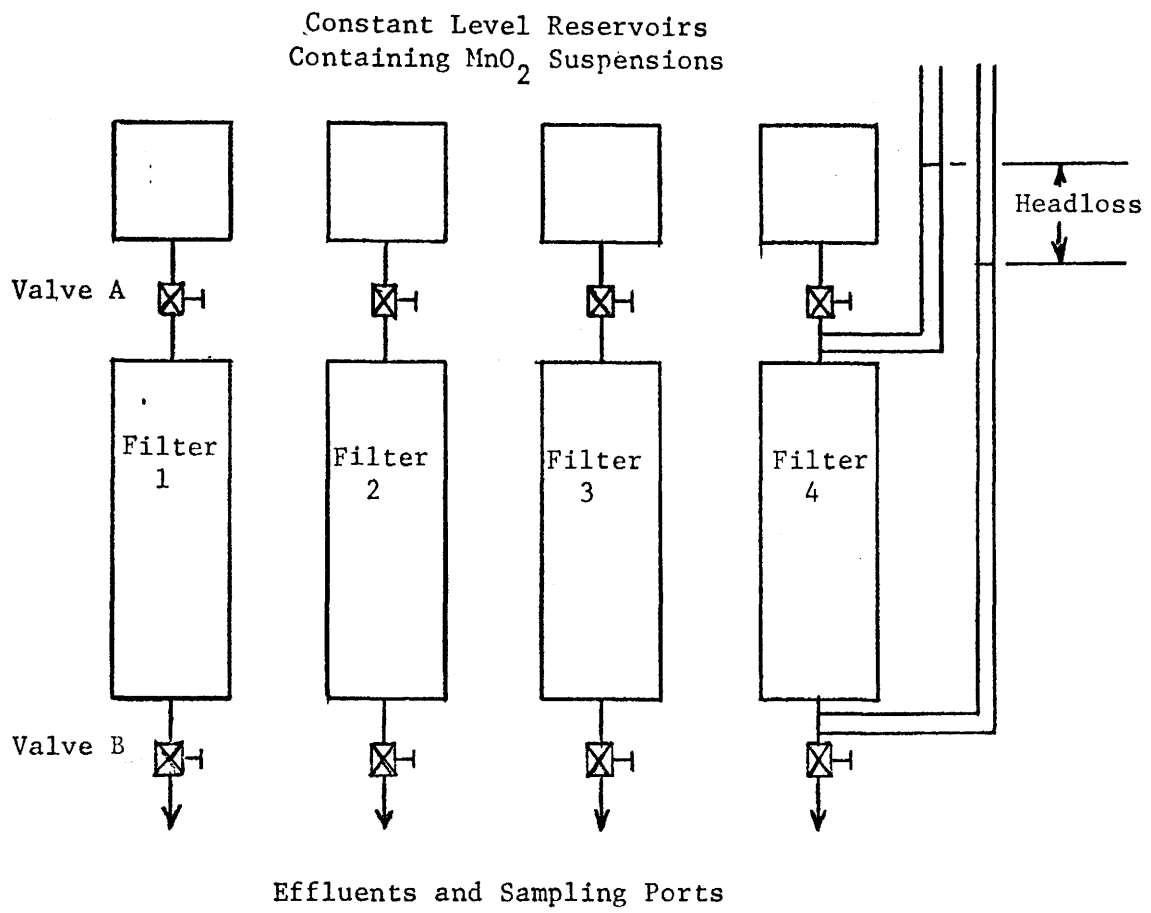 Constant Level Reservoirs
Containing MnO2 Suspensions
Headloss
Valve A
Filter
1
Filter
2
Filter
3
Filter
4
Valve B
Effluents and Sampling Ports